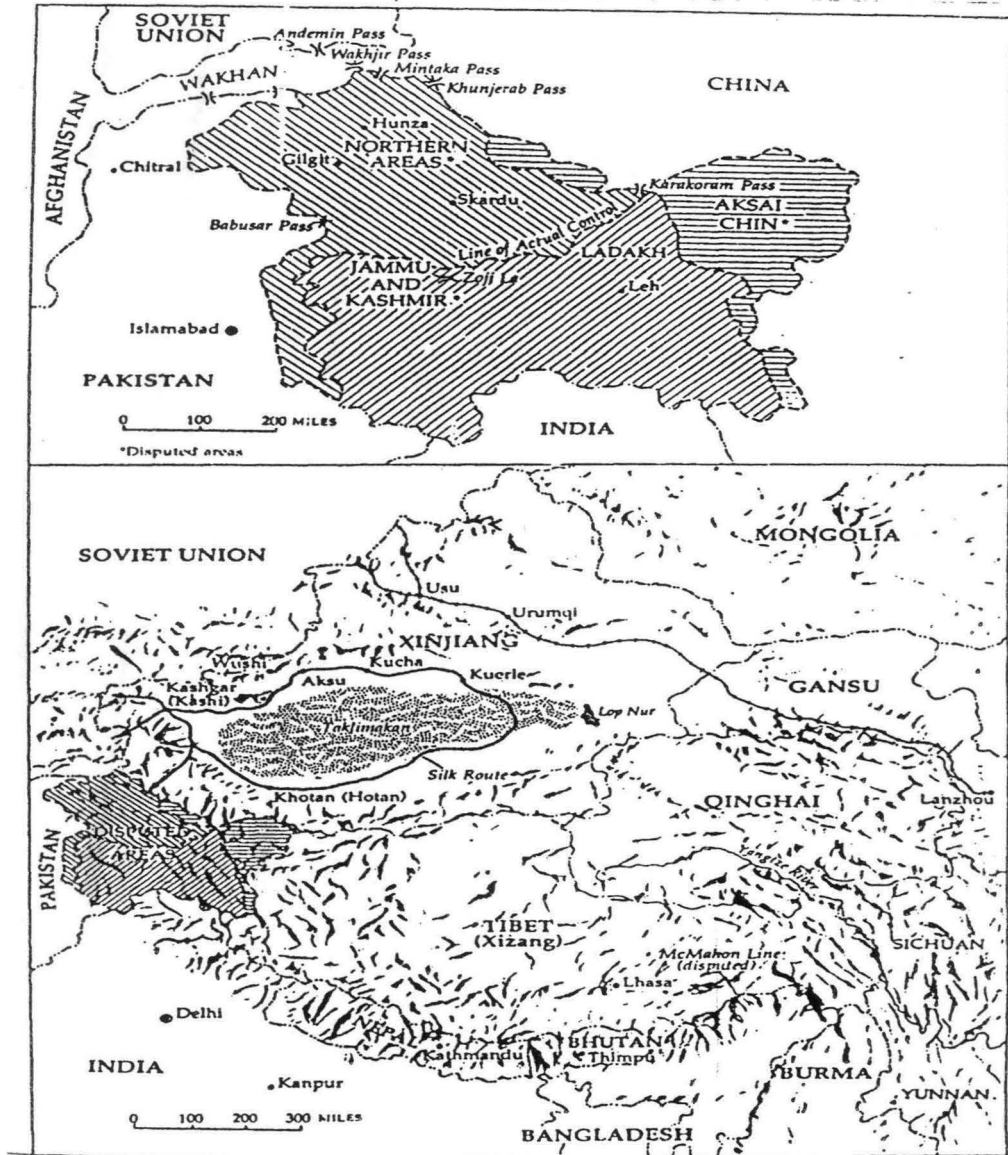 SOVIET
UNION
Andemin Pass
Wakhjir Pass
Mintaka Pass
Khunjerab Pass
WAKHAN
CHINA
AFGHANISTAN
Hunza
NORTHERN
AREAS*
Gilgit
Chitral
Skardu
Karakoram Pass
AKSAI
CHIN*
Babusar Pass
Line of Actual Control
LADAKH
JAMMU
AND
KASHMIR*
Zoji La
Leh
Islamabad
PAKISTAN
0 100 200 MILES
INDIA
*Disputed areas
MONGOLIA
SOVIET UNION
Usu
Urumqi
XINJIANG
Wushi
Kucha
Aksu
Kuerle
Kashgar
(Kashi)
GANSU
Lop Nur
Taklimakan
Silk Route
Khotan (Hotan)
QINGHAI
Lanzhou
PAKISTAN
DISPUTED
AREAS
Yangtze
TIBET
(Xizang)
SICHUAN
McMahon Line
(disputed)
Lhasa
Delhi
NEPAL
Kathmandu
BHUTAN
Thimpu
INDIA
Kanpur
BURMA
YUNNAN
0 100 200 300 MILES
BANGLADESH